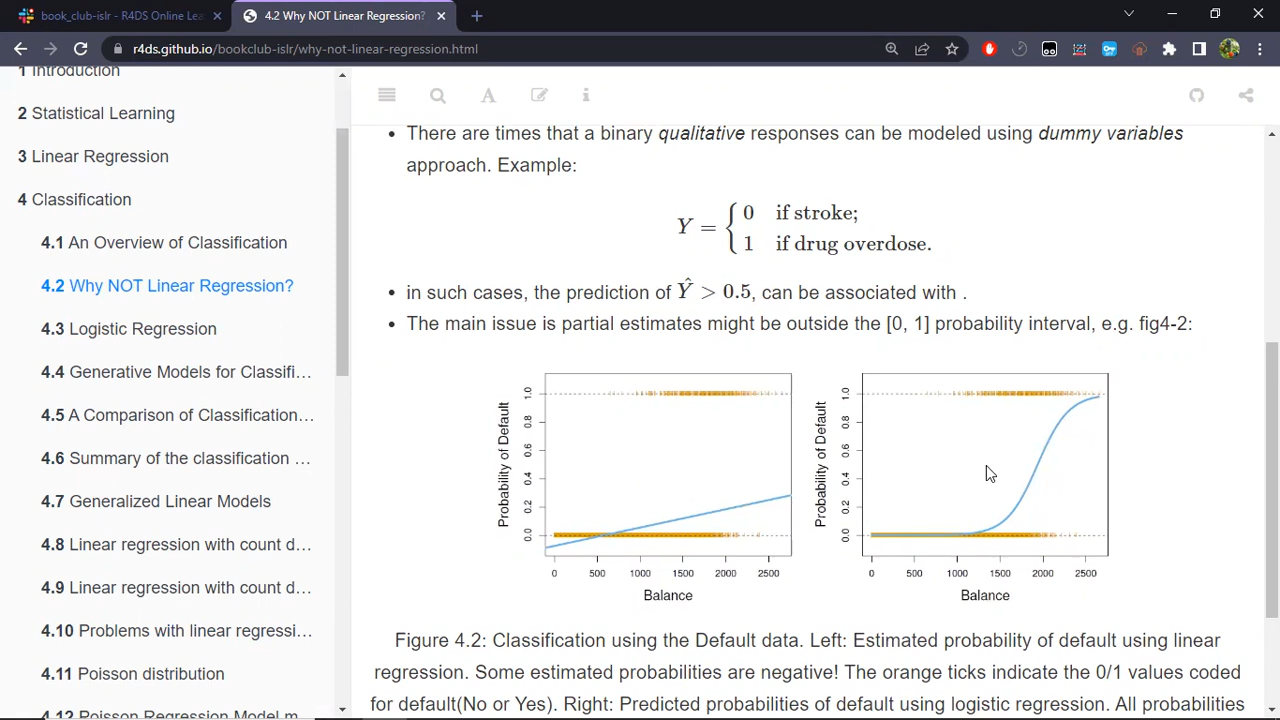 book_club-islr - R4DS Online Le
4.2 Why NOT Linear Regression?
r4ds.github.io/bookclub-islr/why-not-linear-regression.html
1 Introduction
2 Statistical Learning
3 Linear Regression
4 Classification
4.1 An Overview of Classification
4.2 Why NOT Linear Regression?
4.3 Logistic Regression
4.4 Generative Models for Classifi...
4.5 A Comparison of Classification...
4.6 Summary of the classification ...
4.7 Generalized Linear Models
4.8 Linear regression with count d...
4.9 Linear regression with count d...
4.10 Problems with linear regressi...
4.11 Poisson distribution
4.12 Poisson Regression Model m
• There are times that a binary qualitative responses can be modeled using dummy variables
approach. Example:
Y = { 0 if stroke;
1 if drug overdose.
• in such cases, the prediction of Ŷ > 0.5, can be associated with .
• The main issue is partial estimates might be outside the [0, 1] probability interval, e.g. fig4-2:
Probability of Default
0.0 0.2 0.4 0.6 0.8 1.0
0 500 1000 1500 2000 2500
Balance
Probability of Default
0.0 0.2 0.4 0.6 0.8 1.0
0 500 1000 1500 2000 2500
Balance
Figure 4.2: Classification using the Default data. Left: Estimated probability of default using linear
regression. Some estimated probabilities are negative! The orange ticks indicate the 0/1 values coded
for default(No or Yes). Right: Predicted probabilities of default using logistic regression. All probabilities